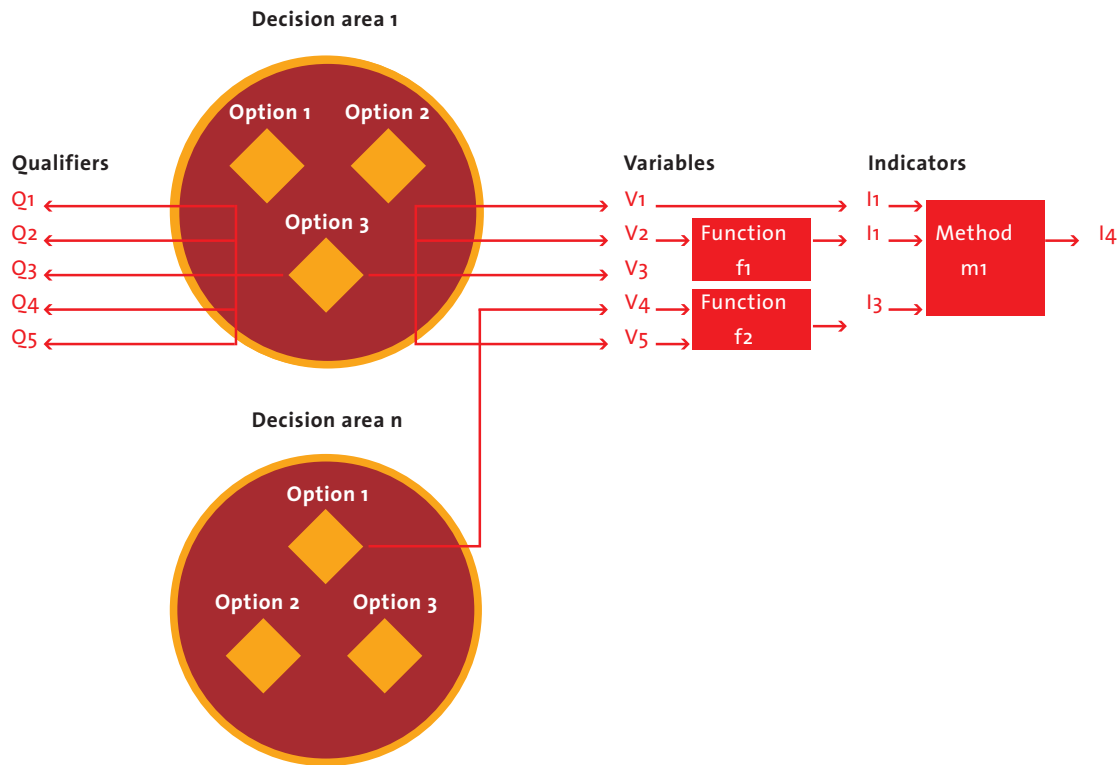 Decision area 1
Option 1
Option 2
Option 3
Qualifiers
Q1
Q2
Q3
Q4
Q5
Variables
V1
V2
V3
V4
V5
Function
f1
Function
f2
Indicators
I1
I1
I3
Method
m1
I4
Decision area n
Option 1
Option 2
Option 3